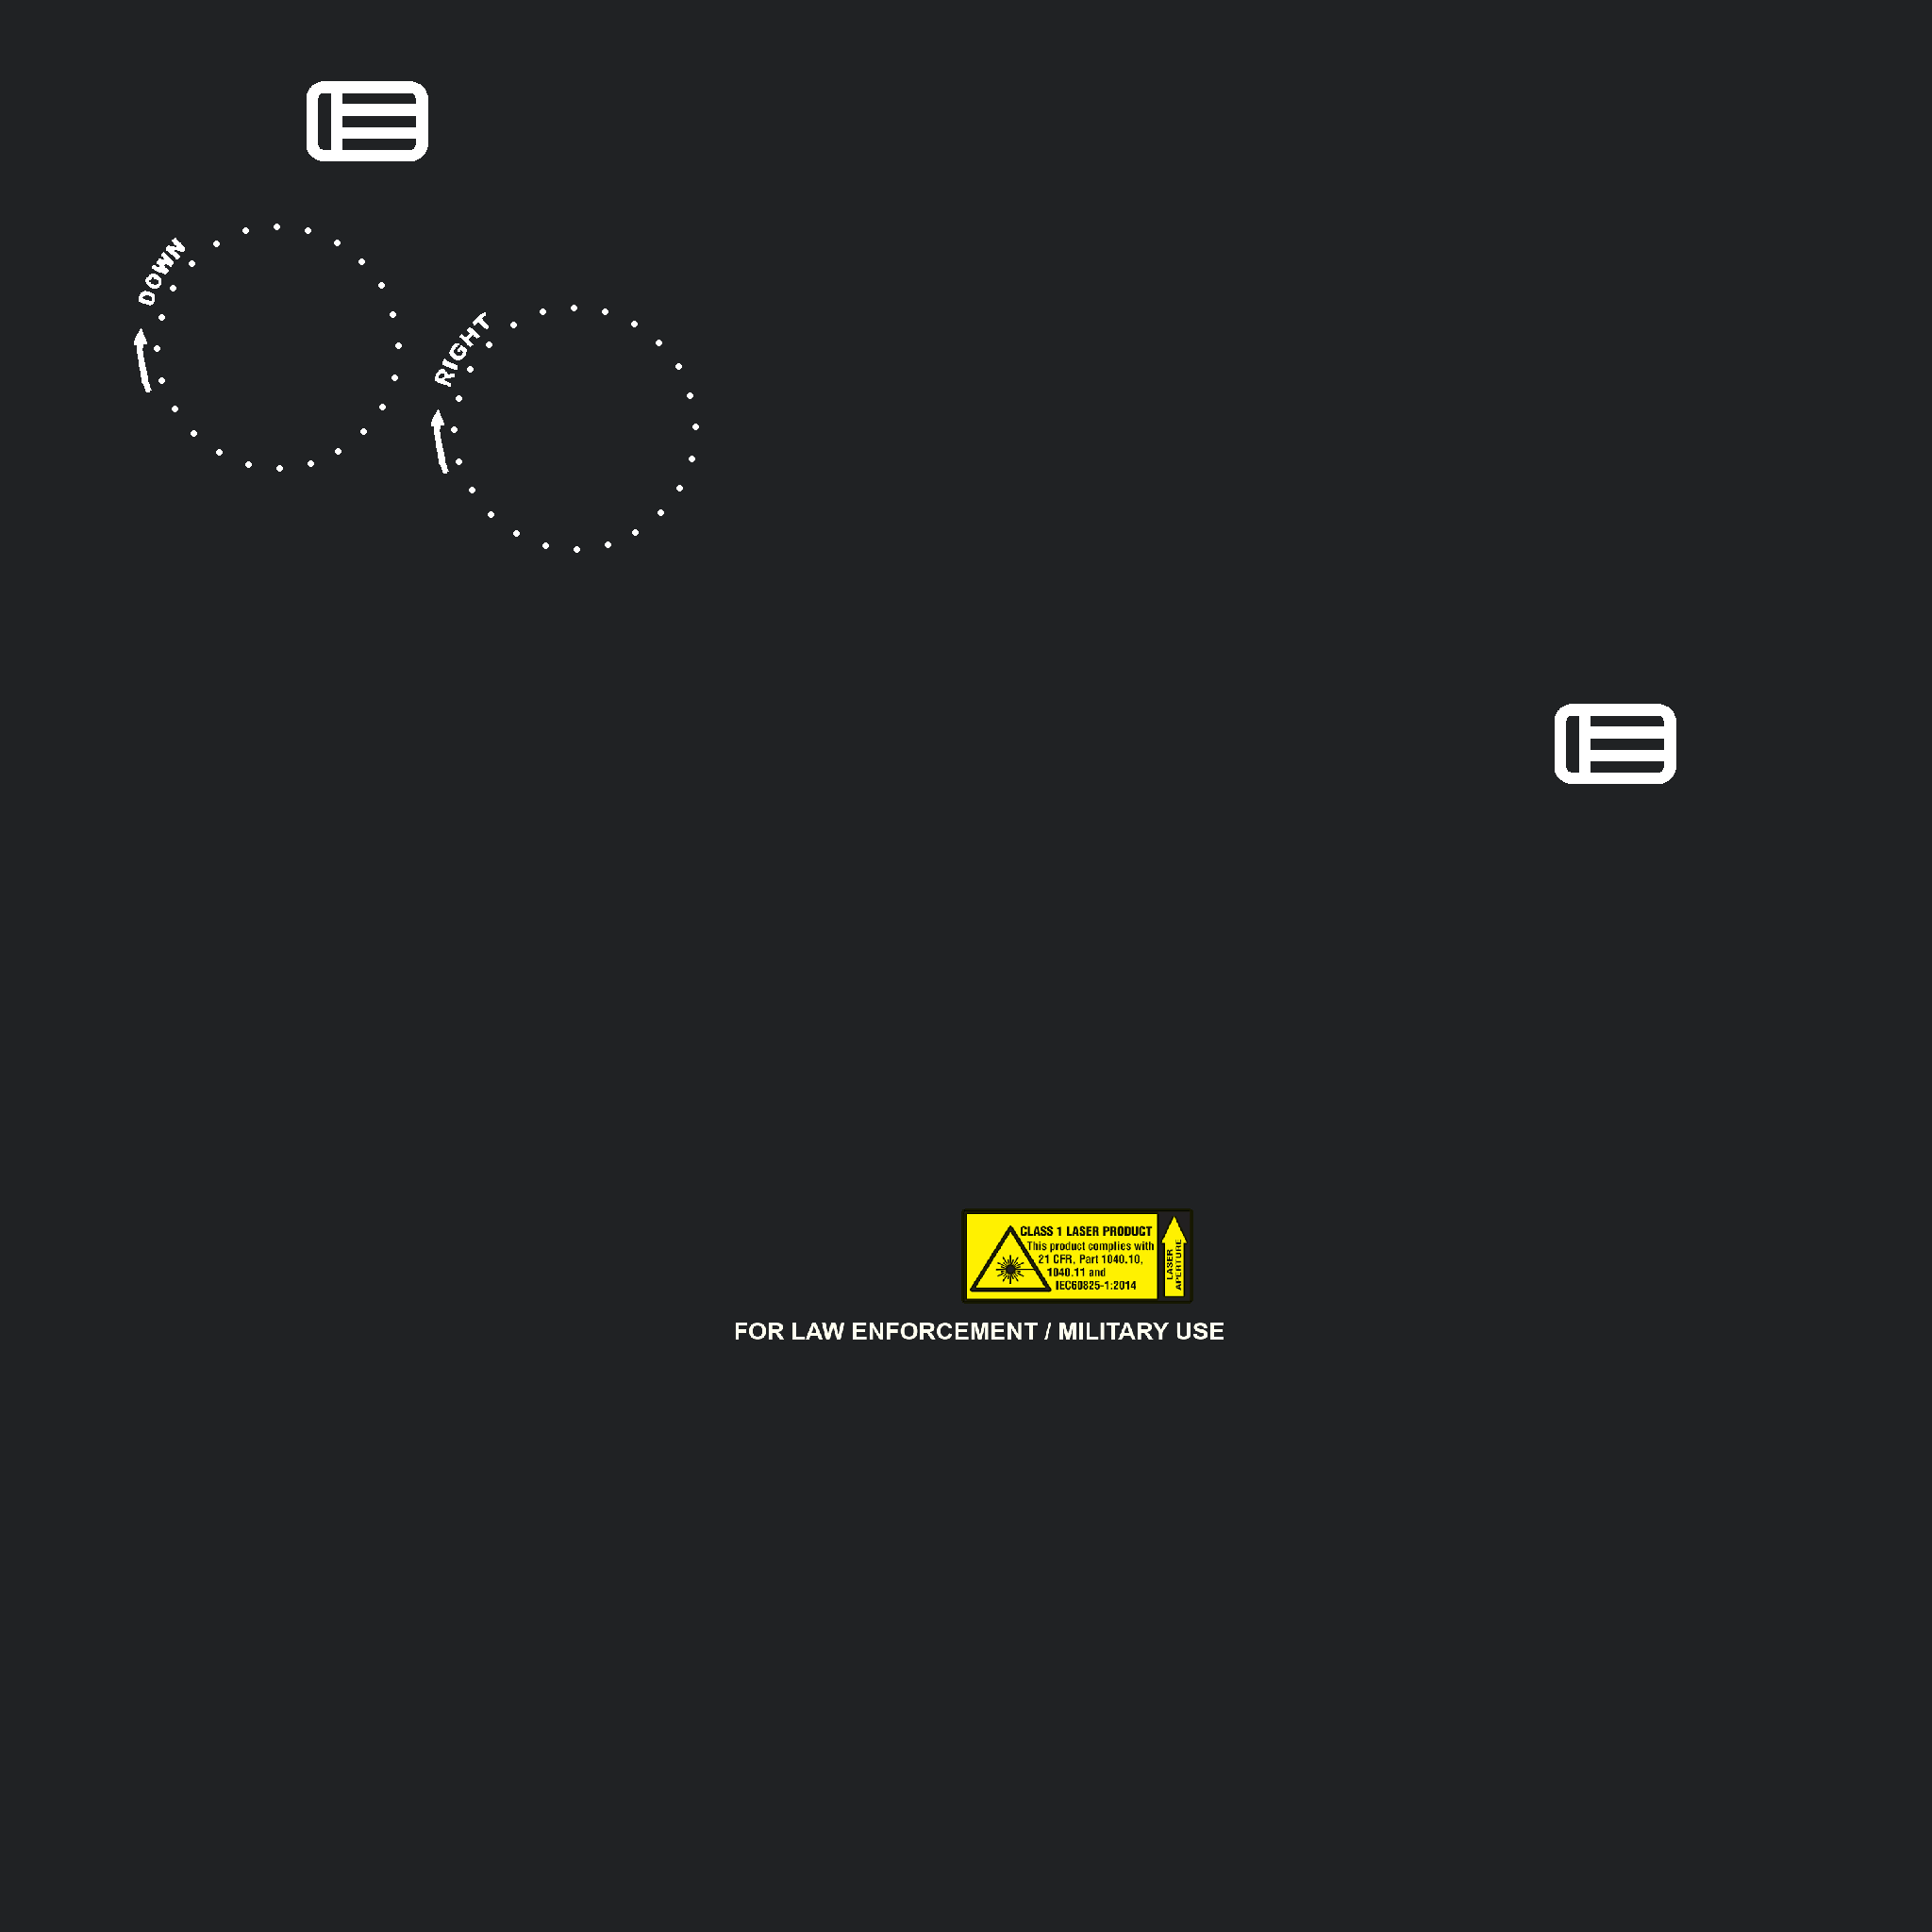 DOWN
RIGHT
CLASS 1 LASER PRODUCT
This product complies with
21 CFR, Part 1040.10,
1040.11 and
IEC60825-1:2014
LASER
APERTURE
FOR LAW ENFORCEMENT / MILITARY USE